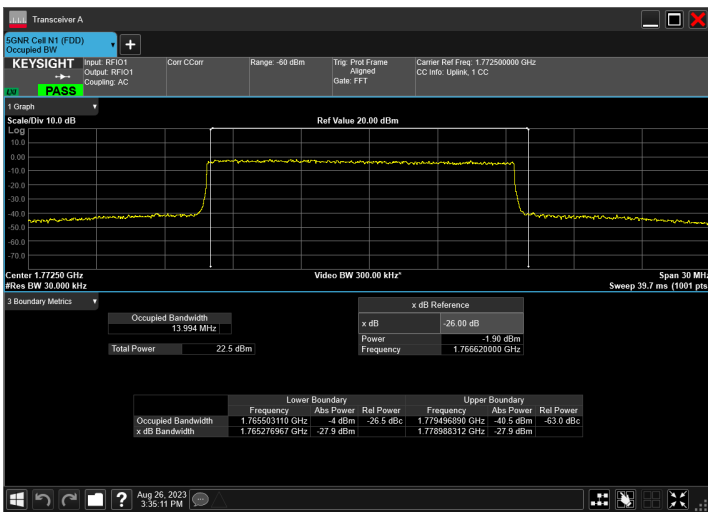 Transceiver A
5GNR Cell N1 (FDD)
Occupied BW
+
KEYSIGHT Input: RFIO1 Corr CCorr Range: -60 dBm Trig: Prot Frame Carrier Ref Freq: 1.772500000 GHz
Output: RFIO1 Aligned CC Info: Uplink, 1 CC
Coupling: AC Gate: FFT
PASS
1 Graph
Scale/Div 10.0 dB Ref Value 20.00 dBm
Log
10.0
0.00
-10.0
-20.0
-30.0
-40.0
-50.0
-60.0
-70.0
Center 1.77250 GHz Video BW 300.00 kHz* Span 30 MHz
#Res BW 30.000 kHz Sweep 39.7 ms (1001 pts
3 Boundary Metrics
x dB Reference
Occupied Bandwidth
13.994 MHz
x dB -26.00 dB
Power -1.90 dBm
Total Power 22.5 dBm
Frequency 1.766620000 GHz
Lower Boundary Upper Boundary
Frequency Abs Power Rel Power Frequency Abs Power Rel Power
Occupied Bandwidth 1.765503110 GHz -4 dBm -26.5 dBc 1.779496890 GHz -40.5 dBm -63.0 dBc
x dB Bandwidth 1.765276967 GHz -27.9 dBm 1.778988312 GHz -27.9 dBm
? Aug 26, 2023
3:35:11 PM